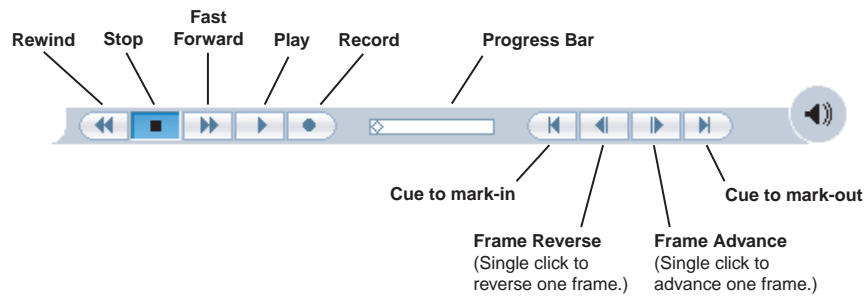 Rewind
Stop
Fast
Forward
Play
Record
Progress Bar
Cue to mark-in
Cue to mark-out
Frame Reverse
(Single click to
reverse one frame.)
Frame Advance
(Single click to
advance one frame.)